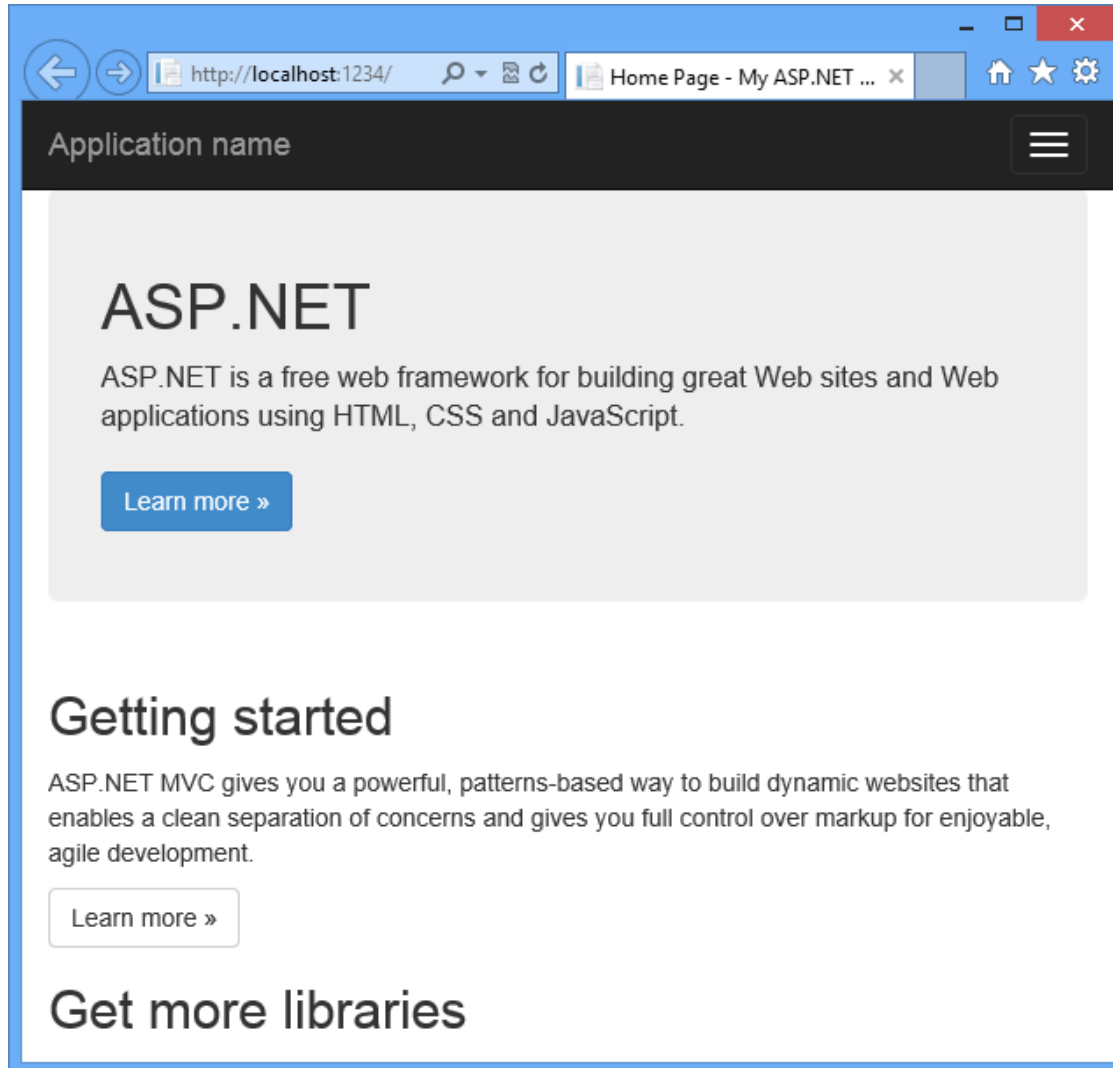 http://localhost:1234/
Home Page - My ASP.NET ...
Application name
ASP.NET
ASP.NET is a free web framework for building great Web sites and Web
applications using HTML, CSS and JavaScript.
Learn more »
Getting started
ASP.NET MVC gives you a powerful, patterns-based way to build dynamic websites that
enables a clean separation of concerns and gives you full control over markup for enjoyable,
agile development.
Learn more »
Get more libraries